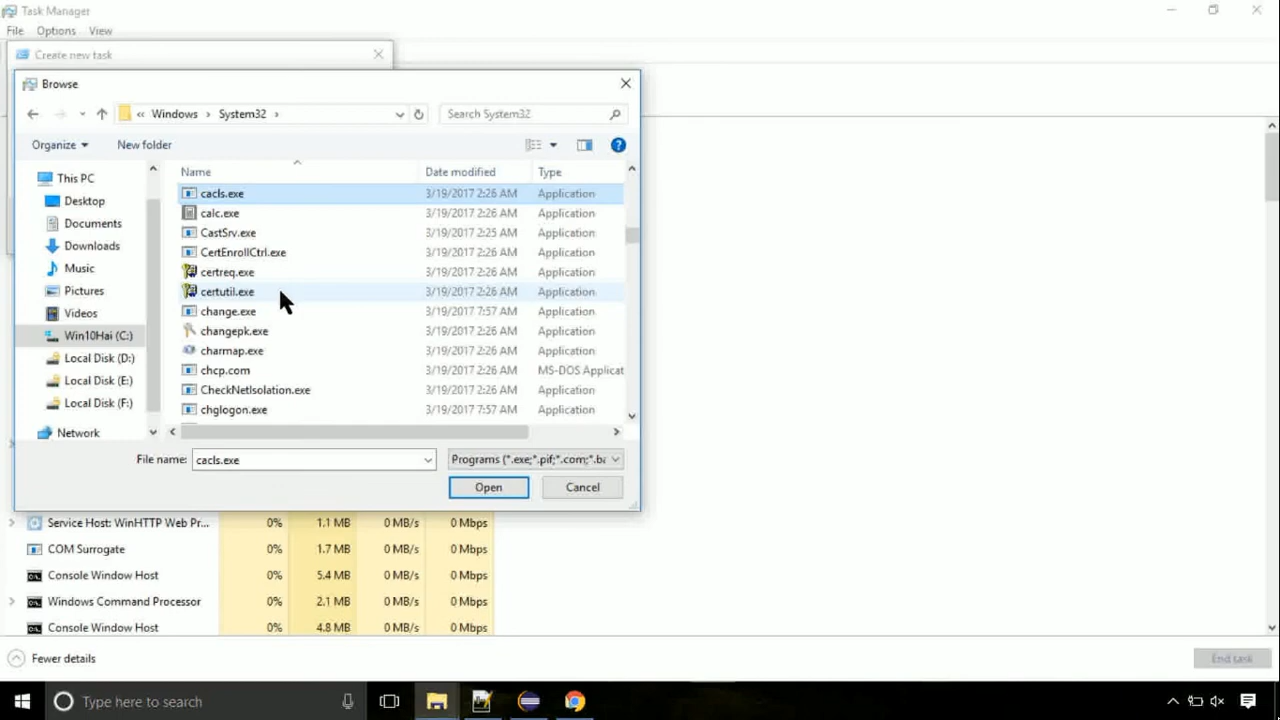 Task Manager
File Options View
Create new task
Browse
« Windows › System32 ›
Search System32
Organize New folder
Name Date modified Type
This PC
Desktop
Documents
Downloads
Music
Pictures
Videos
Win10Hai (C:)
Local Disk (D:)
Local Disk (E:)
Local Disk (F:)
Network
cacls.exe 3/19/2017 2:26 AM Application
calc.exe 3/19/2017 2:26 AM Application
CastSrv.exe 3/19/2017 2:25 AM Application
CertEnrollCtrl.exe 3/19/2017 2:26 AM Application
certreq.exe 3/19/2017 2:26 AM Application
certutil.exe 3/19/2017 2:26 AM Application
change.exe 3/19/2017 7:57 AM Application
changepk.exe 3/19/2017 2:26 AM Application
charmap.exe 3/19/2017 2:26 AM Application
chcp.com 3/19/2017 2:26 AM MS-DOS Applicat
CheckNetIsolation.exe 3/19/2017 2:26 AM Application
chglogon.exe 3/19/2017 7:57 AM Application
File name: cacls.exe Programs (*.exe;*.pif;*.com;*.ba
Open Cancel
Service Host: WinHTTP Web Pr... 0% 1.1 MB 0 MB/s 0 Mbps
COM Surrogate 0% 1.7 MB 0 MB/s 0 Mbps
Console Window Host 0% 5.4 MB 0 MB/s 0 Mbps
Windows Command Processor 0% 2.1 MB 0 MB/s 0 Mbps
Console Window Host 0% 4.8 MB 0 MB/s 0 Mbps
Fewer details End task
Type here to search